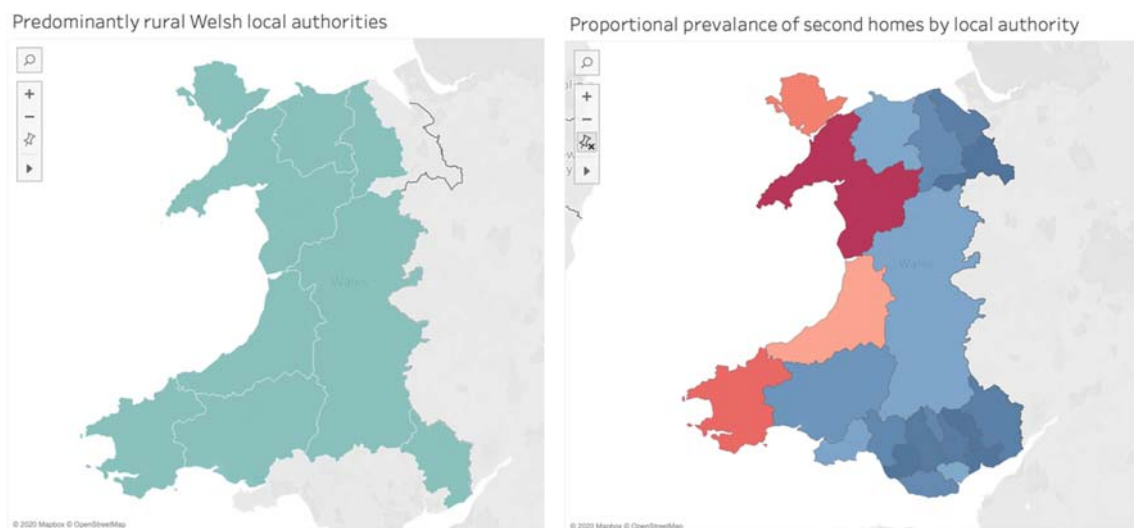 Predominantly rural Welsh local authorities
Proportional prevalance of second homes by local authority
Wales
Wales
© 2020 Mapbox © OpenStreetMap
© 2020 Mapbox © OpenStreetMap